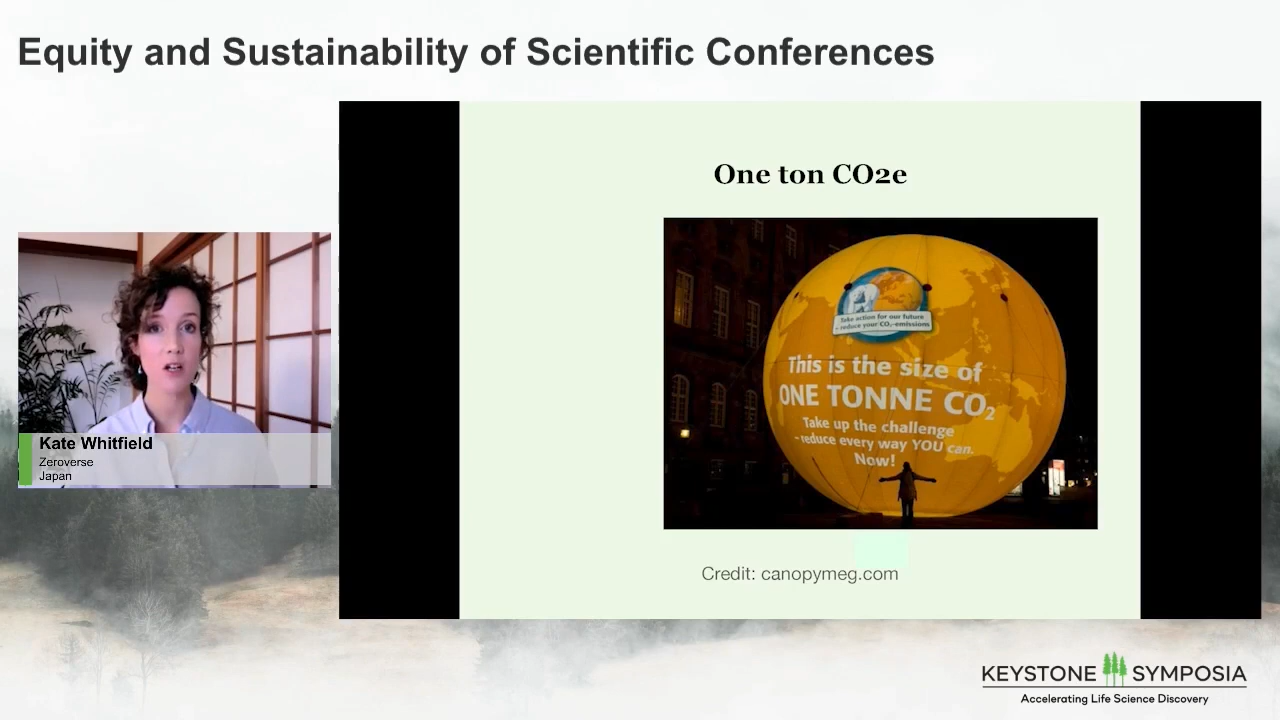 Equity and Sustainability of Scientific Conferences
One ton CO2e
Take action for our future
- reduce your CO₂-emissions
This is the size of
ONE TONNE CO₂
Take up the challenge
- reduce every way YOU can.
Now!
Credit: canopymeg.com
Kate Whitfield
Zeroverse
Japan
KEYSTONE SYMPOSIA
Accelerating Life Science Discovery